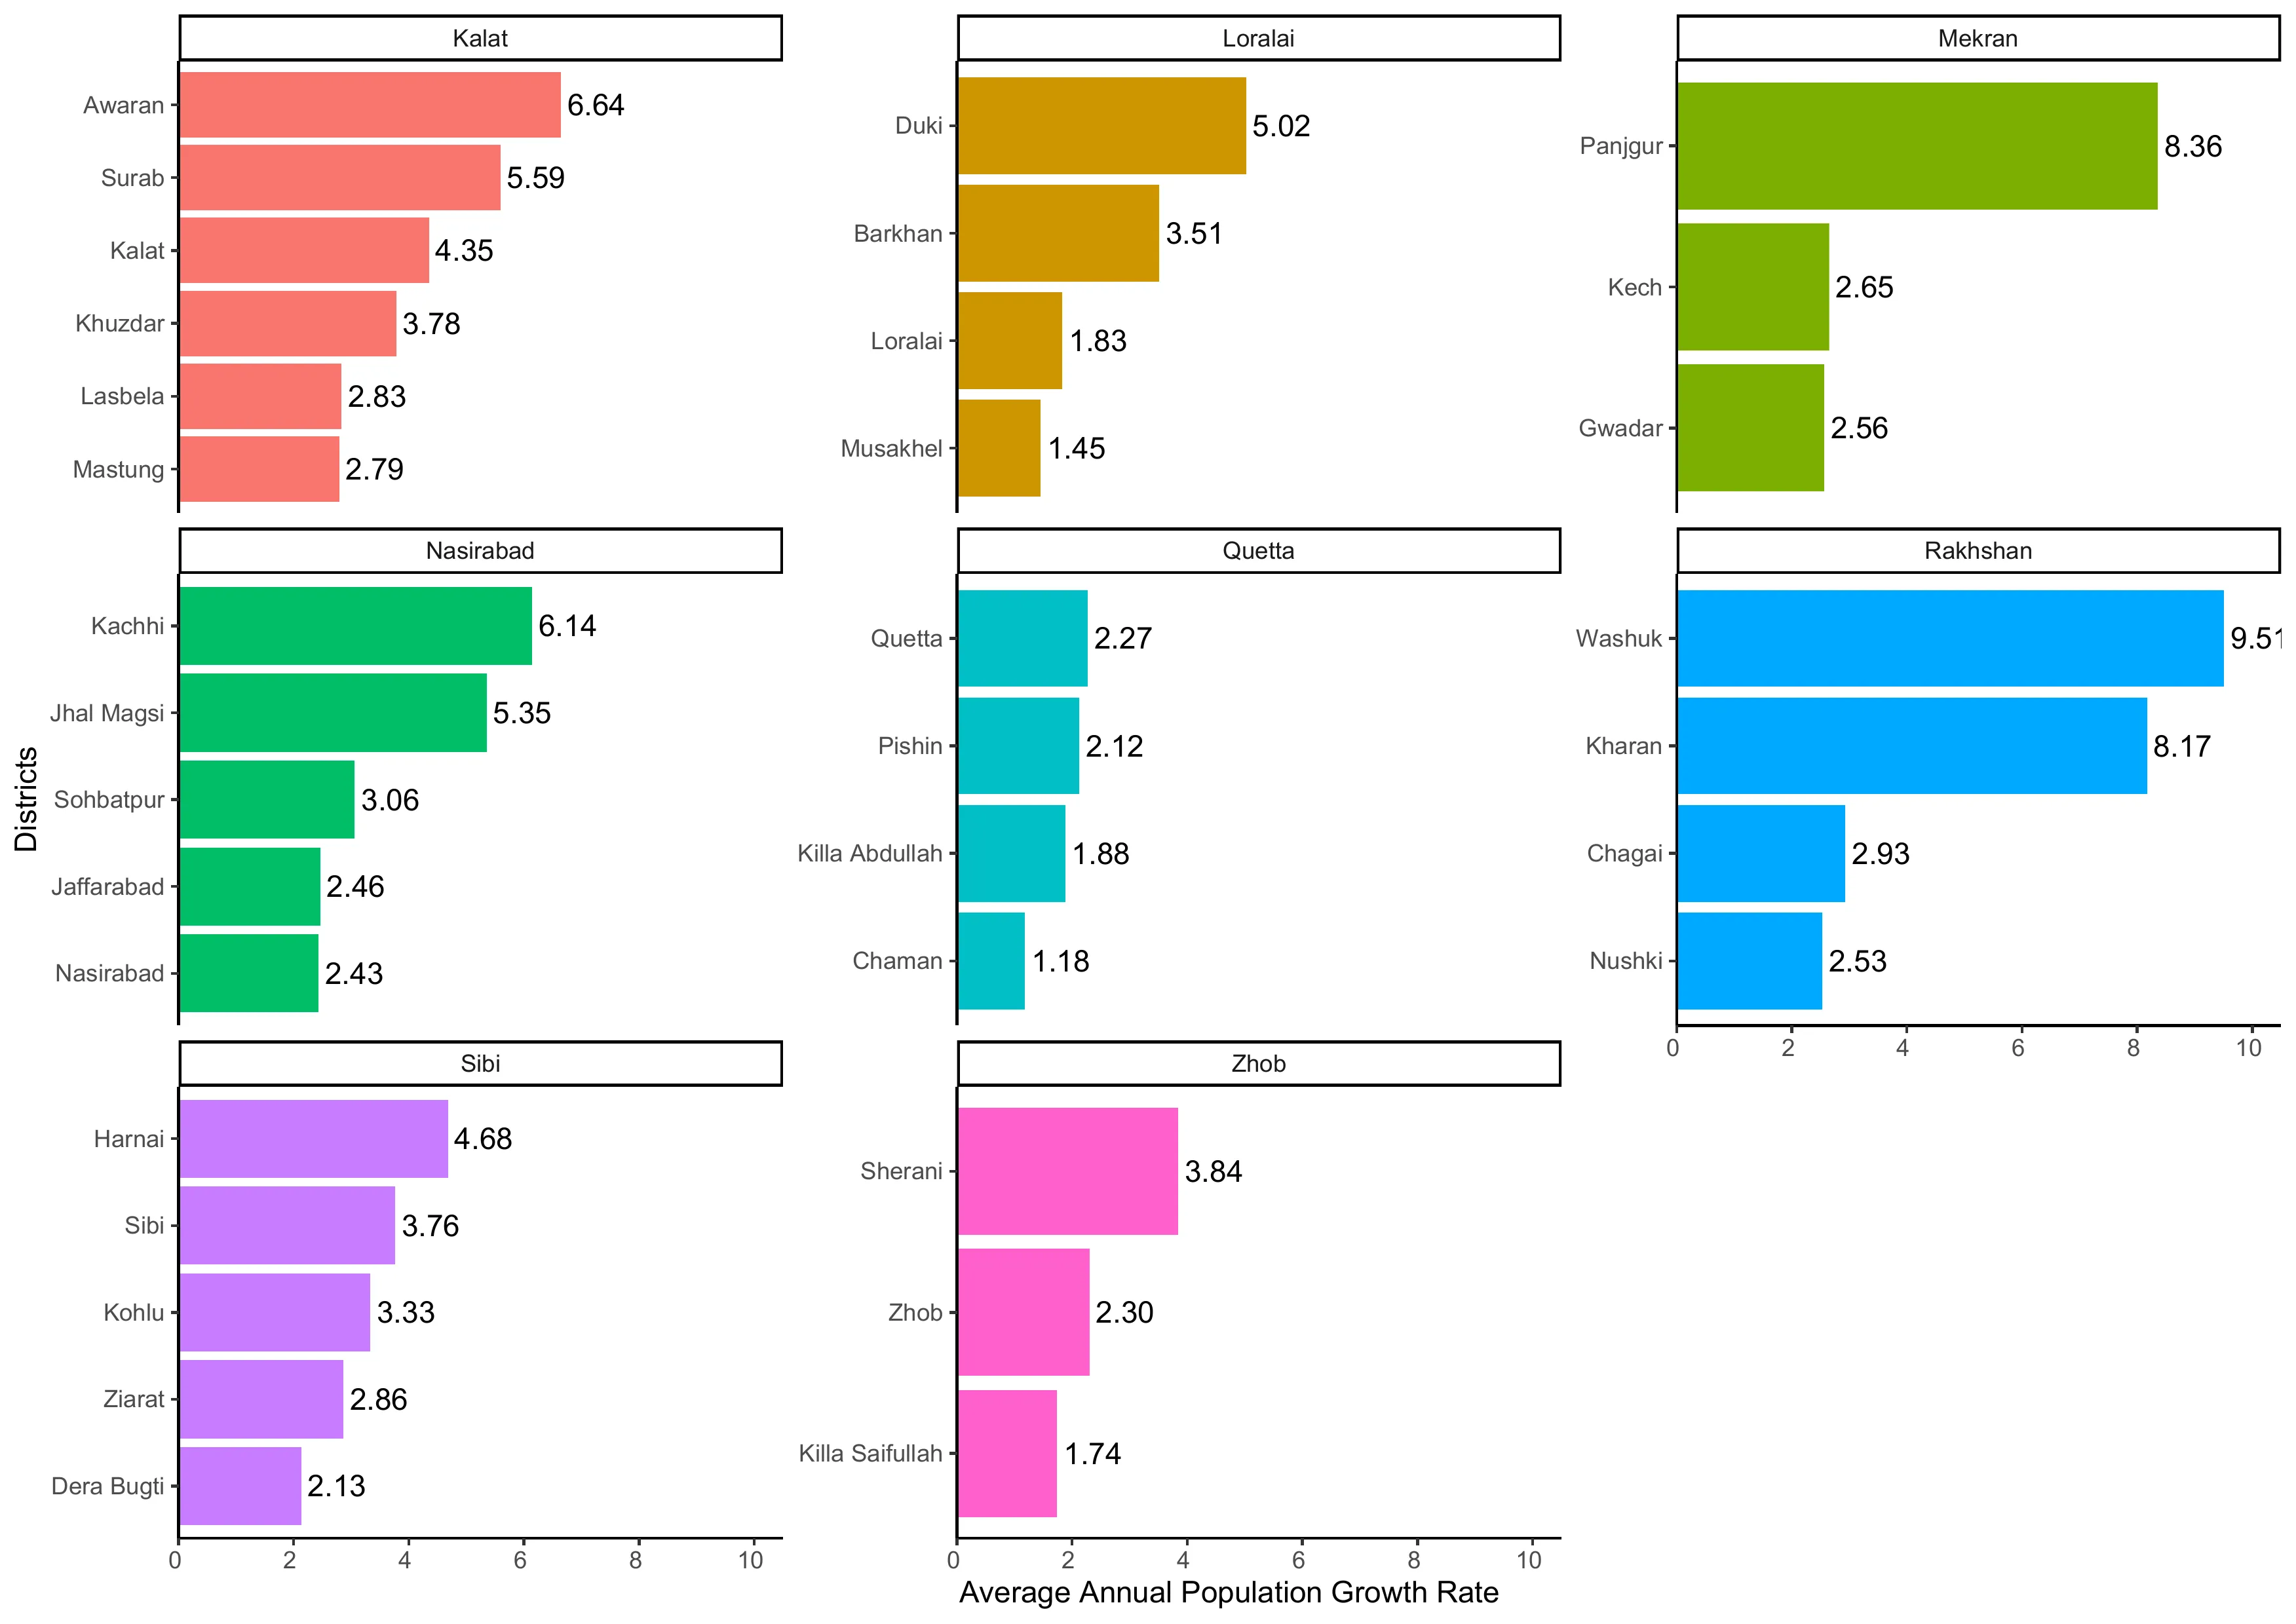 Kalat
Awaran 6.64
Surab 5.59
Kalat 4.35
Khuzdar 3.78
Lasbela 2.83
Mastung 2.79
Loralai
Duki 5.02
Barkhan 3.51
Loralai 1.83
Musakhel 1.45
Mekran
Panjgur 8.36
Kech 2.65
Gwadar 2.56
Nasirabad
Kachhi 6.14
Jhal Magsi 5.35
Sohbatpur 3.06
Jaffarabad 2.46
Nasirabad 2.43
Quetta
Quetta 2.27
Pishin 2.12
Killa Abdullah 1.88
Chaman 1.18
Rakhshan
Washuk 9.51
Kharan 8.17
Chagai 2.93
Nushki 2.53
0 2 4 6 8 10
Sibi
Harnai 4.68
Sibi 3.76
Kohlu 3.33
Ziarat 2.86
Dera Bugti 2.13
0 2 4 6 8 10
Zhob
Sherani 3.84
Zhob 2.30
Killa Saifullah 1.74
0 2 4 6 8 10
Districts
Average Annual Population Growth Rate